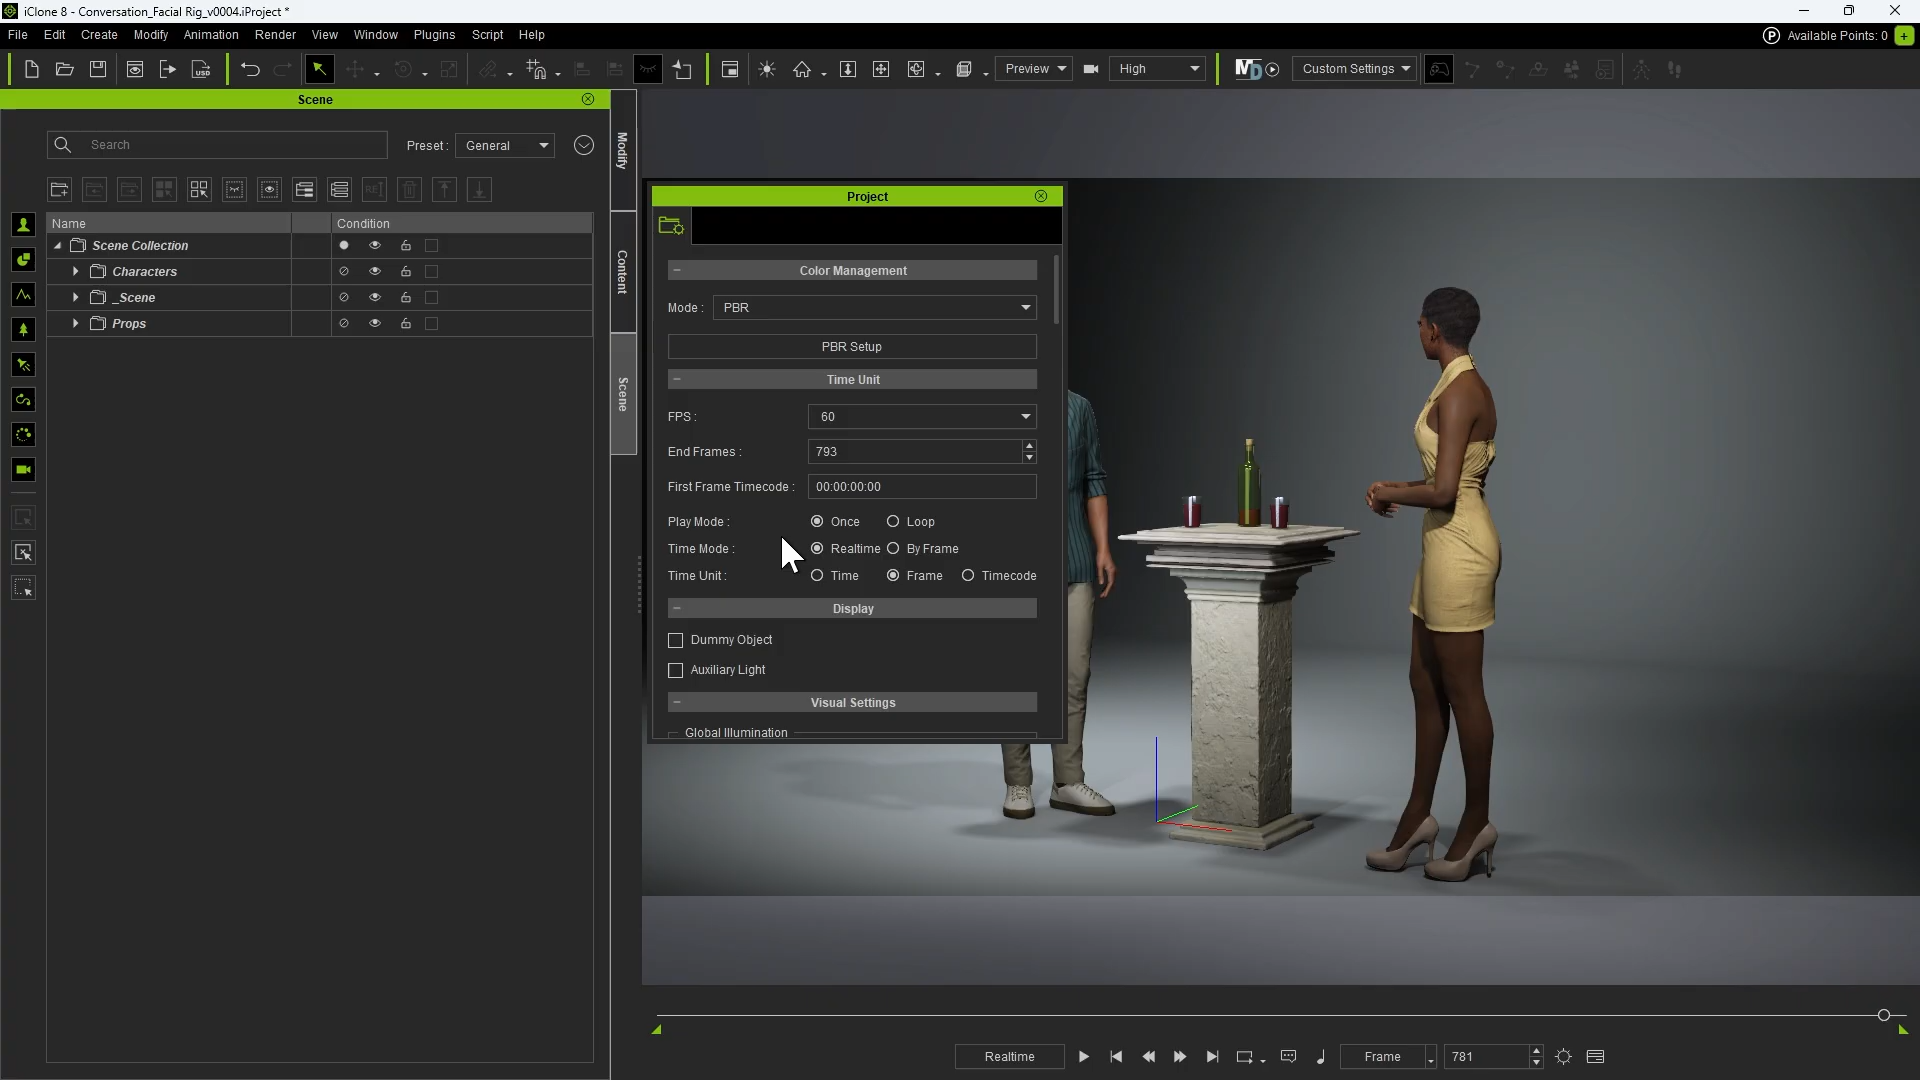 iClone 8 - Conversation_Facial Rig_v0004.iProject *
File Edit Create Modify Animation Render View Window Plugins Script Help
P Available Points: 0 +
USD
Preview High
MD Custom Settings
Scene
Search Preset : General
RE
Name Condition
Scene Collection
Characters
_Scene
Props
Modify
Content
Scene
Project
Color Management
Mode : PBR
PBR Setup
Time Unit
FPS : 60
End Frames : 793
First Frame Timecode : 00:00:00:00
Play Mode : Once Loop
Time Mode : Realtime By Frame
Time Unit : Time Frame Timecode
Display
Dummy Object
Auxiliary Light
Visual Settings
Global Illumination
Realtime Frame 781